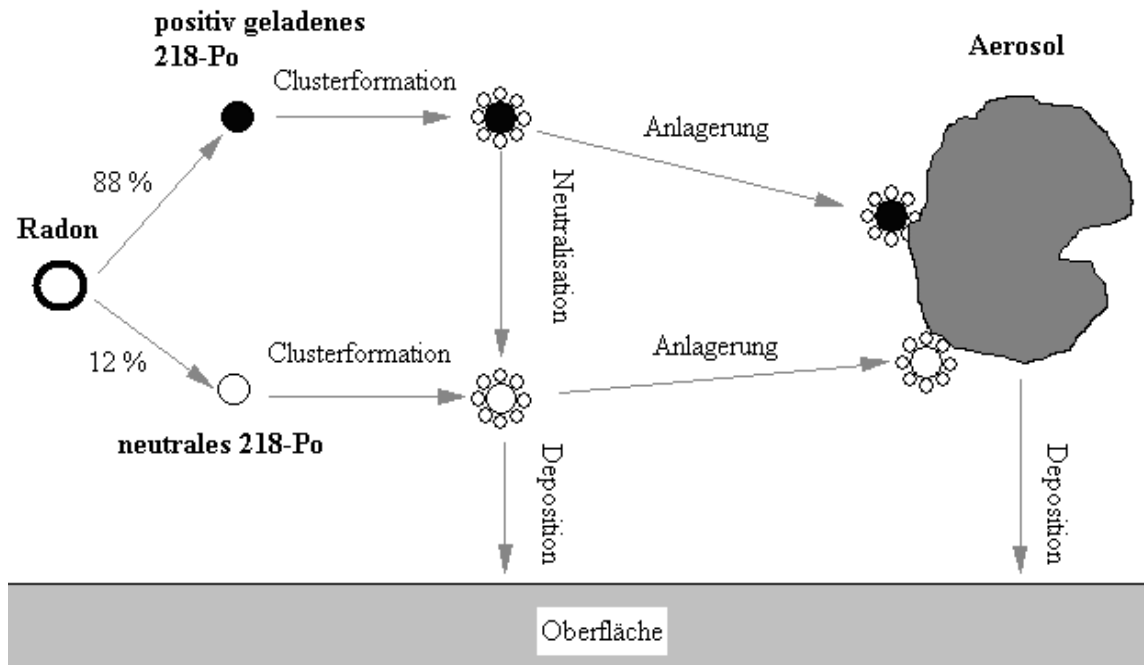 positiv geladenes
218-Po
Aerosol
Clusterformation
Anlagerung
88 %
Neutralisation
Radon
12 %
Clusterformation
Anlagerung
neutrales 218-Po
Deposition
Deposition
Oberfläche